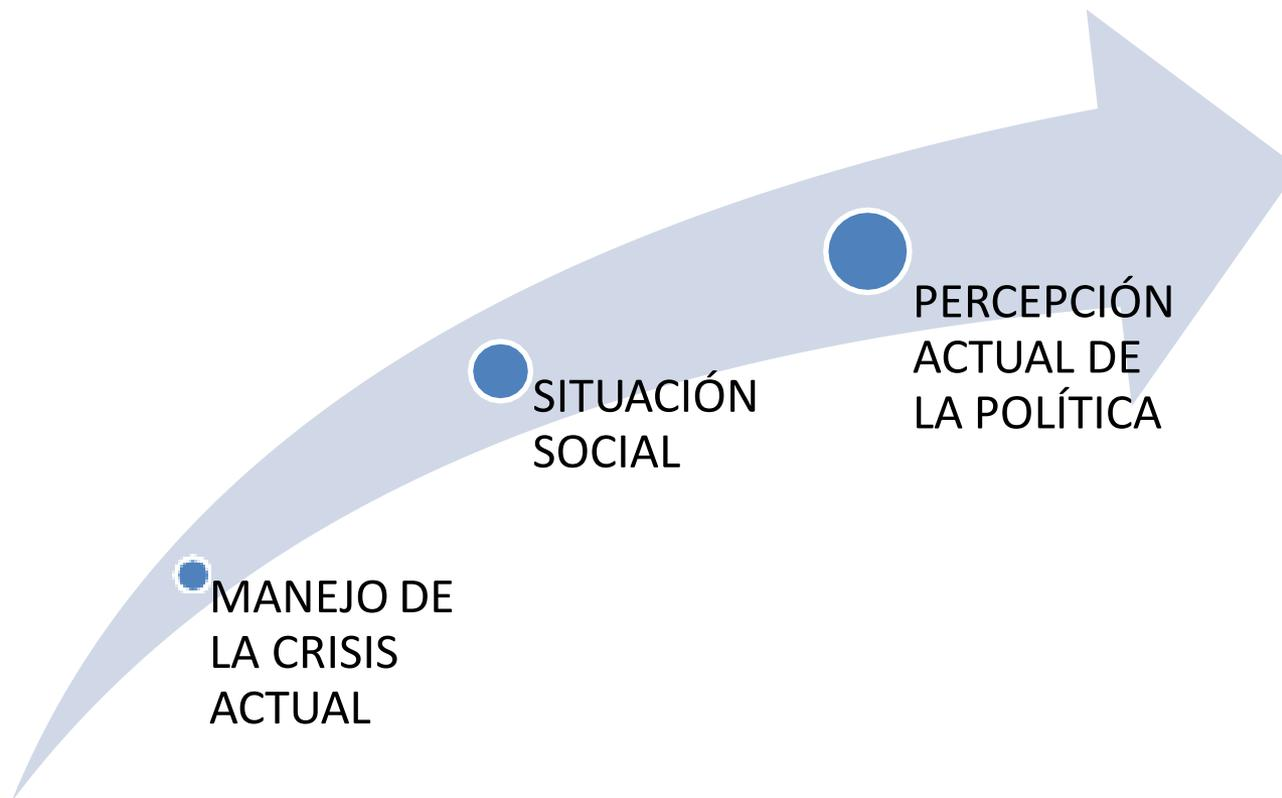 PERCEPCIÓN
ACTUAL DE
LA POLÍTICA
SITUACIÓN
SOCIAL
MANEJO DE
LA CRISIS
ACTUAL